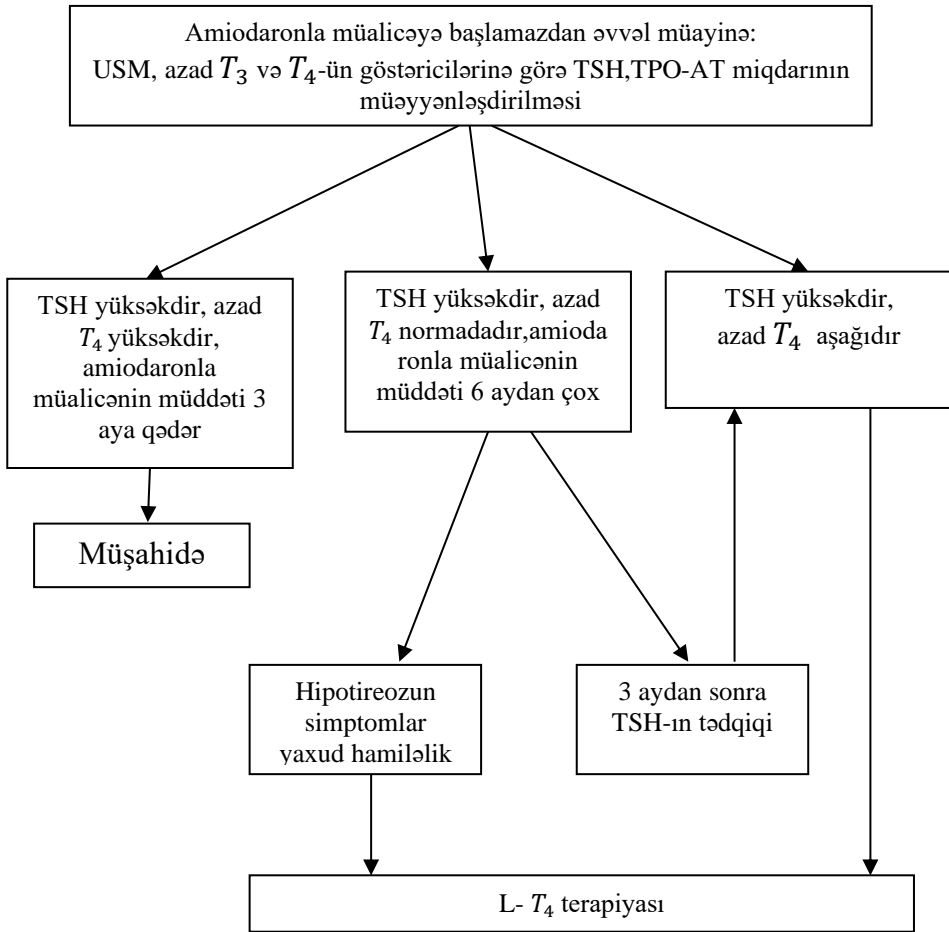 Amiodaronla müalicəyə başlamazdan əvvəl müayinə:
USM, azad T₃ və T₄-ün göstəricilərinə görə TSH,TPO-AT miqdarının
müəyyənləşdirilməsi
TSH yüksəkdir, azad
T₄ yüksəkdir,
amiodaronla
müalicənin müddəti 3
aya qədər
TSH yüksəkdir, azad
T₄ normadadır,amioda
ronla müalicənin
müddəti 6 aydan çox
TSH yüksəkdir,
azad T₄ aşağıdır
Müşahidə
Hipotireozun
simptomlar
yaxud hamiləlik
3 aydan sonra
TSH-ın tədqiqi
L- T₄ terapiyası